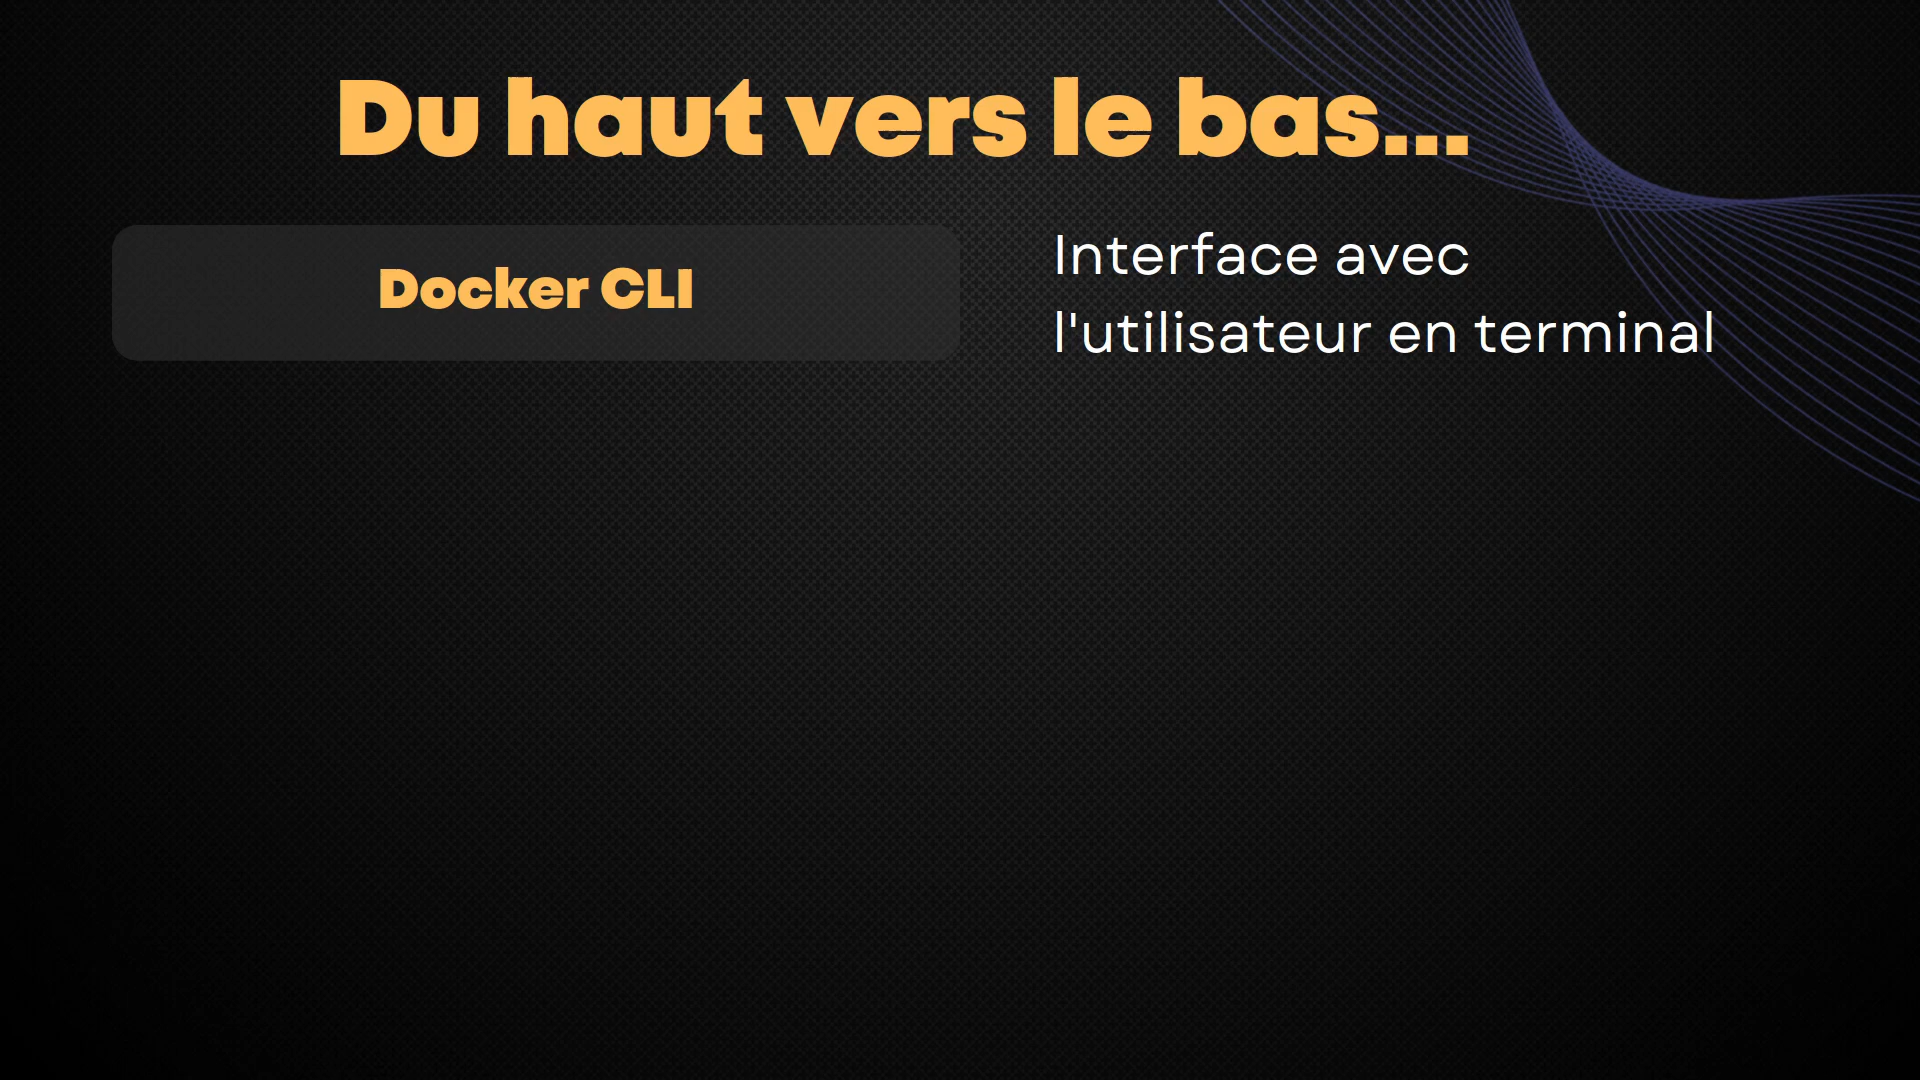 Du haut vers le bas...
Docker CLI
Interface avec
l'utilisateur en terminal